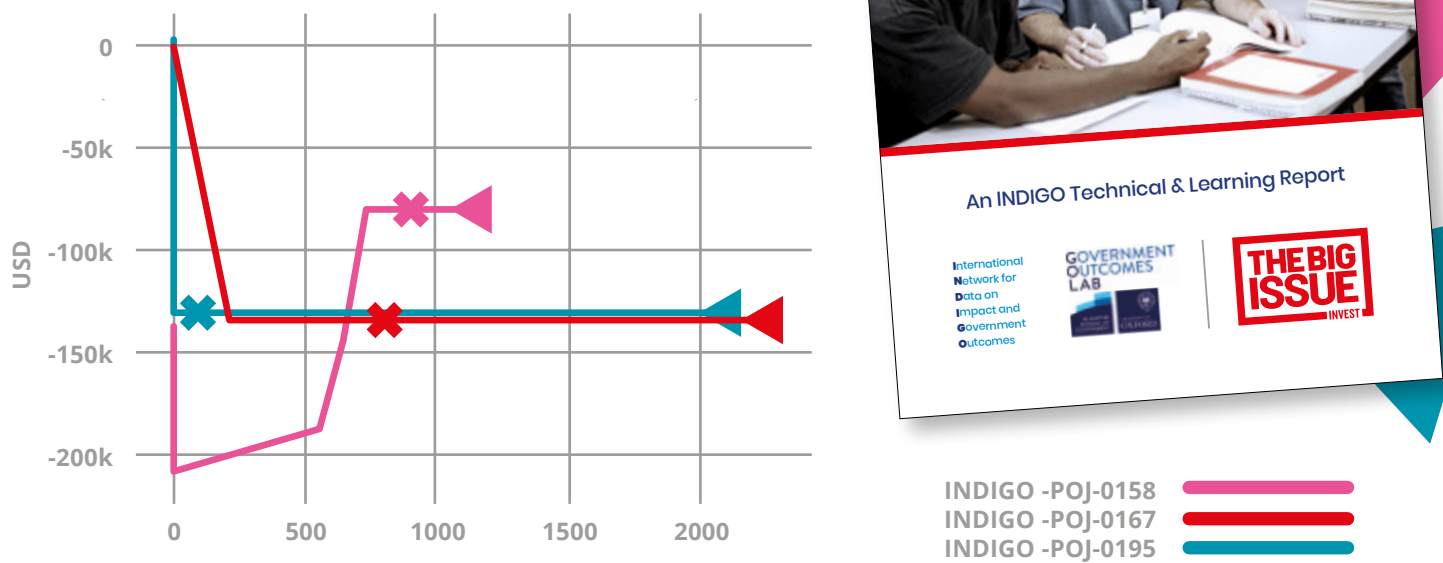 0
-50k
-100k
-150k
-200k
USD
0 500 1000 1500 2000
An INDIGO Technical & Learning Report
International
Network for
Data on
Impact and
Government
Outcomes
GOVERNMENT
OUTCOMES
LAB
OXFORD
THE BIG
ISSUE
INVEST
INDIGO -POJ-0158
INDIGO -POJ-0167
INDIGO -POJ-0195